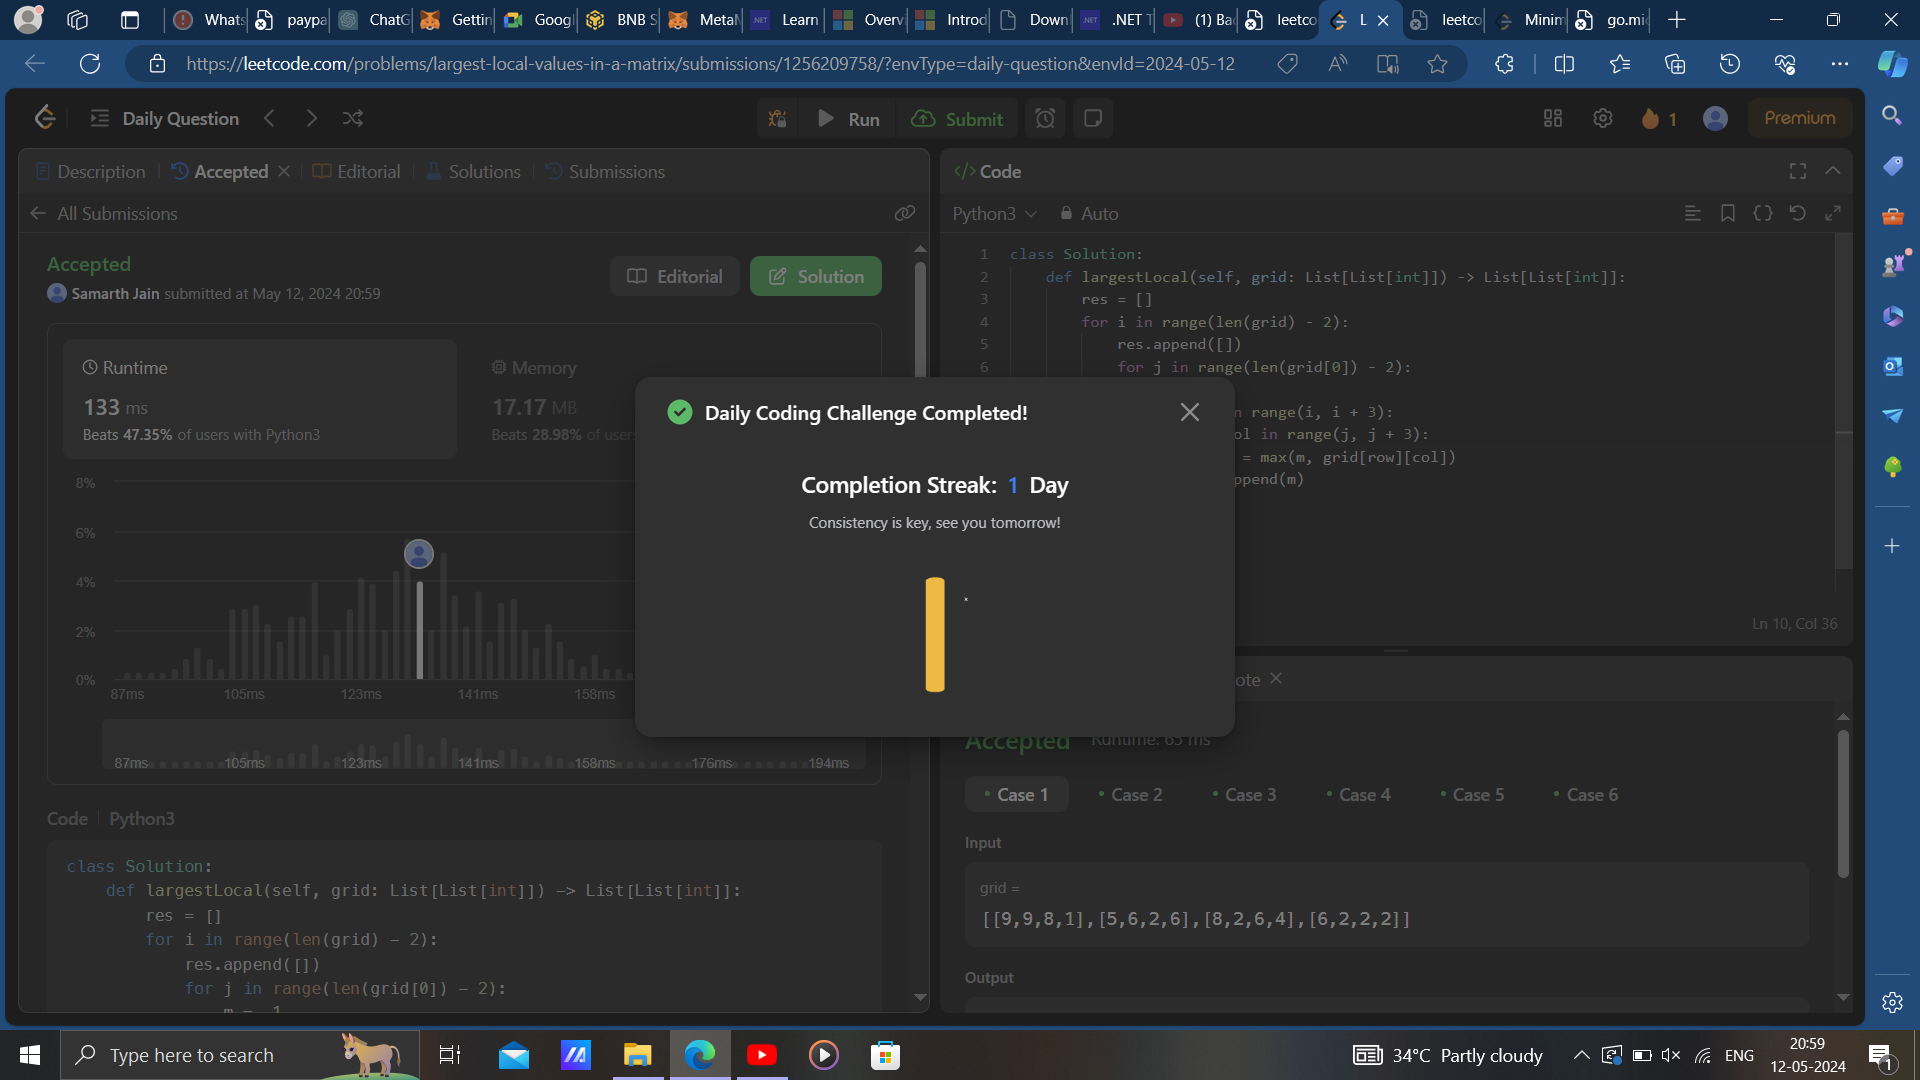 Whats
paypa
ChatG
Gettin
Goog
BNB S
MetaM
Learn
Overv
Introd
Down
.NET T
(1) Ba
leetco
L
leetco
Minim
go.mi
https://leetcode.com/problems/largest-local-values-in-a-matrix/submissions/1256209758/?envType=daily-question&envId=2024-05-12
Daily Question
Run
Submit
1
Premium
Description
Accepted
Editorial
Solutions
Submissions
All Submissions
Accepted
Samarth Jain submitted at May 12, 2024 20:59
Editorial
Solution
Runtime
133 ms
Beats 47.35% of users with Python3
Memory
17.17 MB
Beats 28.98% of users
8%
6%
4%
2%
0%
87ms 105ms 123ms 141ms 158ms
87ms 105ms 123ms 141ms 158ms 176ms 194ms
Code Python3
class Solution:
def largestLocal(self, grid: List[List[int]]) -> List[List[int]]:
res = []
for i in range(len(grid) - 2):
res.append([])
for j in range(len(grid[0]) - 2):
Daily Coding Challenge Completed!
Completion Streak: 1 Day
Consistency is key, see you tomorrow!
Code
Python3
Auto
1 class Solution:
2 def largestLocal(self, grid: List[List[int]]) -> List[List[int]]:
3 res = []
4 for i in range(len(grid) - 2):
5 res.append([])
6 for j in range(len(grid[0]) - 2):
n range(i, i + 3):
ol in range(j, j + 3):
= max(m, grid[row][col])
ppend(m)
Ln 10, Col 36
ote
Accepted Runtime: 65 ms
Case 1
Case 2
Case 3
Case 4
Case 5
Case 6
Input
grid =
[[9,9,8,1],[5,6,2,6],[8,2,6,4],[6,2,2,2]]
Output
Type here to search
34°C Partly cloudy
ENG
20:59
12-05-2024
1